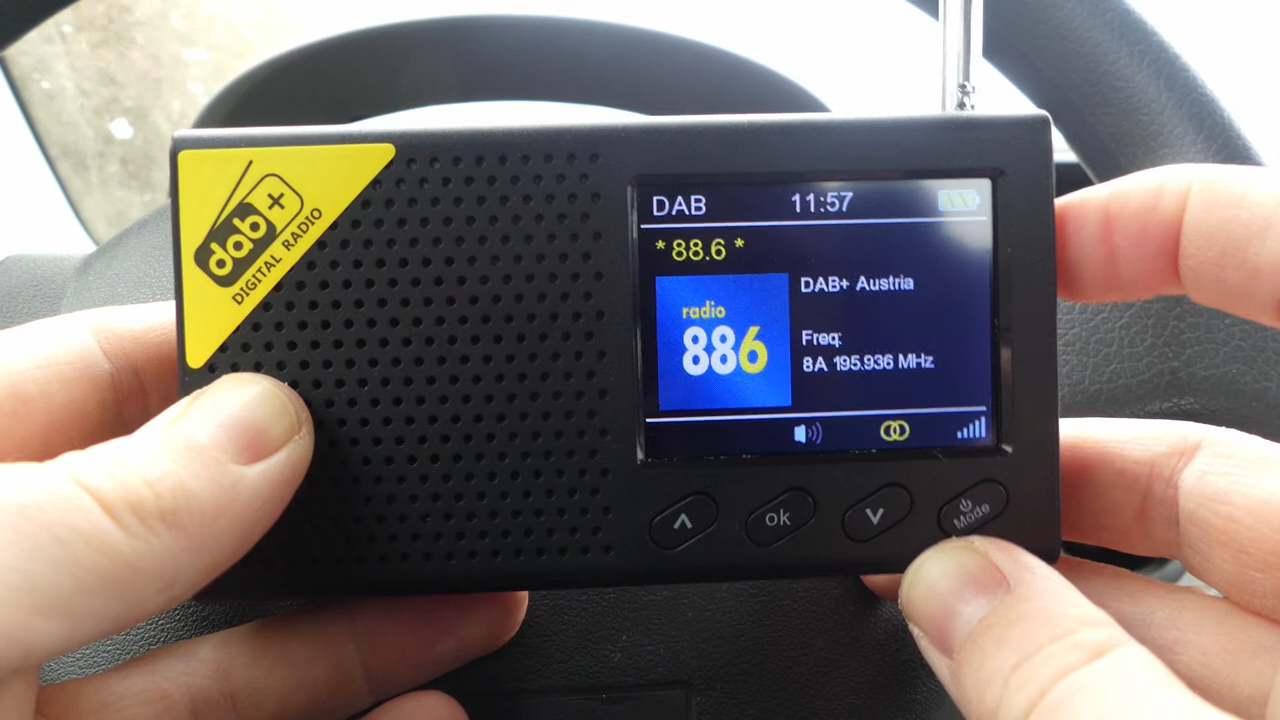 dab+
DIGITAL RADIO
DAB 11:57
*88.6 *
radio
886
DAB+ Austria
Freq:
8A 195.936 MHz
ok
Mode